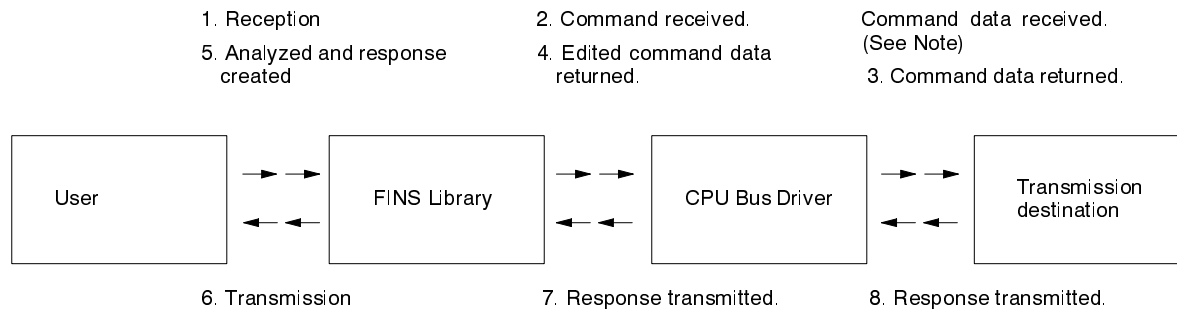 1. Reception
5. Analyzed and response
created
2. Command received.
4. Edited command data
returned.
Command data received.
(See Note)
3. Command data returned.
User
FINS Library
CPU Bus Driver
Transmission
destination
6. Transmission
7. Response transmitted.
8. Response transmitted.